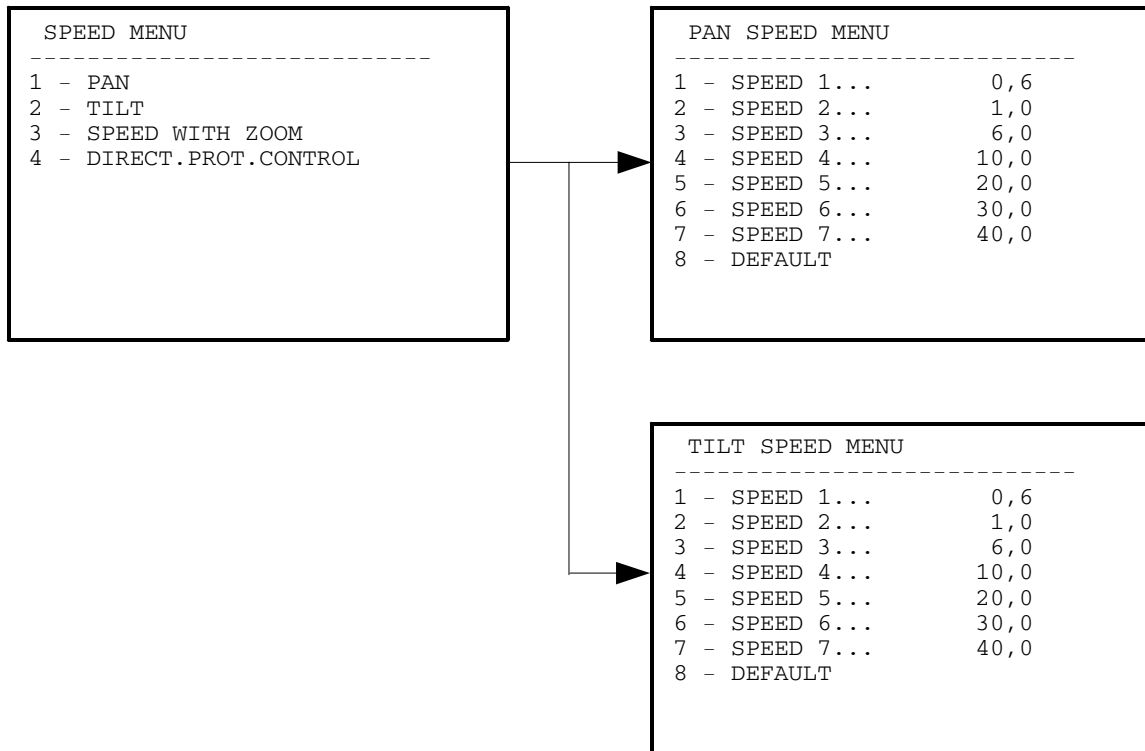 SPEED MENU
----------------------------
1 - PAN
2 - TILT
3 - SPEED WITH ZOOM
4 - DIRECT.PROT.CONTROL
PAN SPEED MENU
----------------------------
1 - SPEED 1... 0,6
2 - SPEED 2... 1,0
3 - SPEED 3... 6,0
4 - SPEED 4... 10,0
5 - SPEED 5... 20,0
6 - SPEED 6... 30,0
7 - SPEED 7... 40,0
8 - DEFAULT
TILT SPEED MENU
----------------------------
1 - SPEED 1... 0,6
2 - SPEED 2... 1,0
3 - SPEED 3... 6,0
4 - SPEED 4... 10,0
5 - SPEED 5... 20,0
6 - SPEED 6... 30,0
7 - SPEED 7... 40,0
8 - DEFAULT